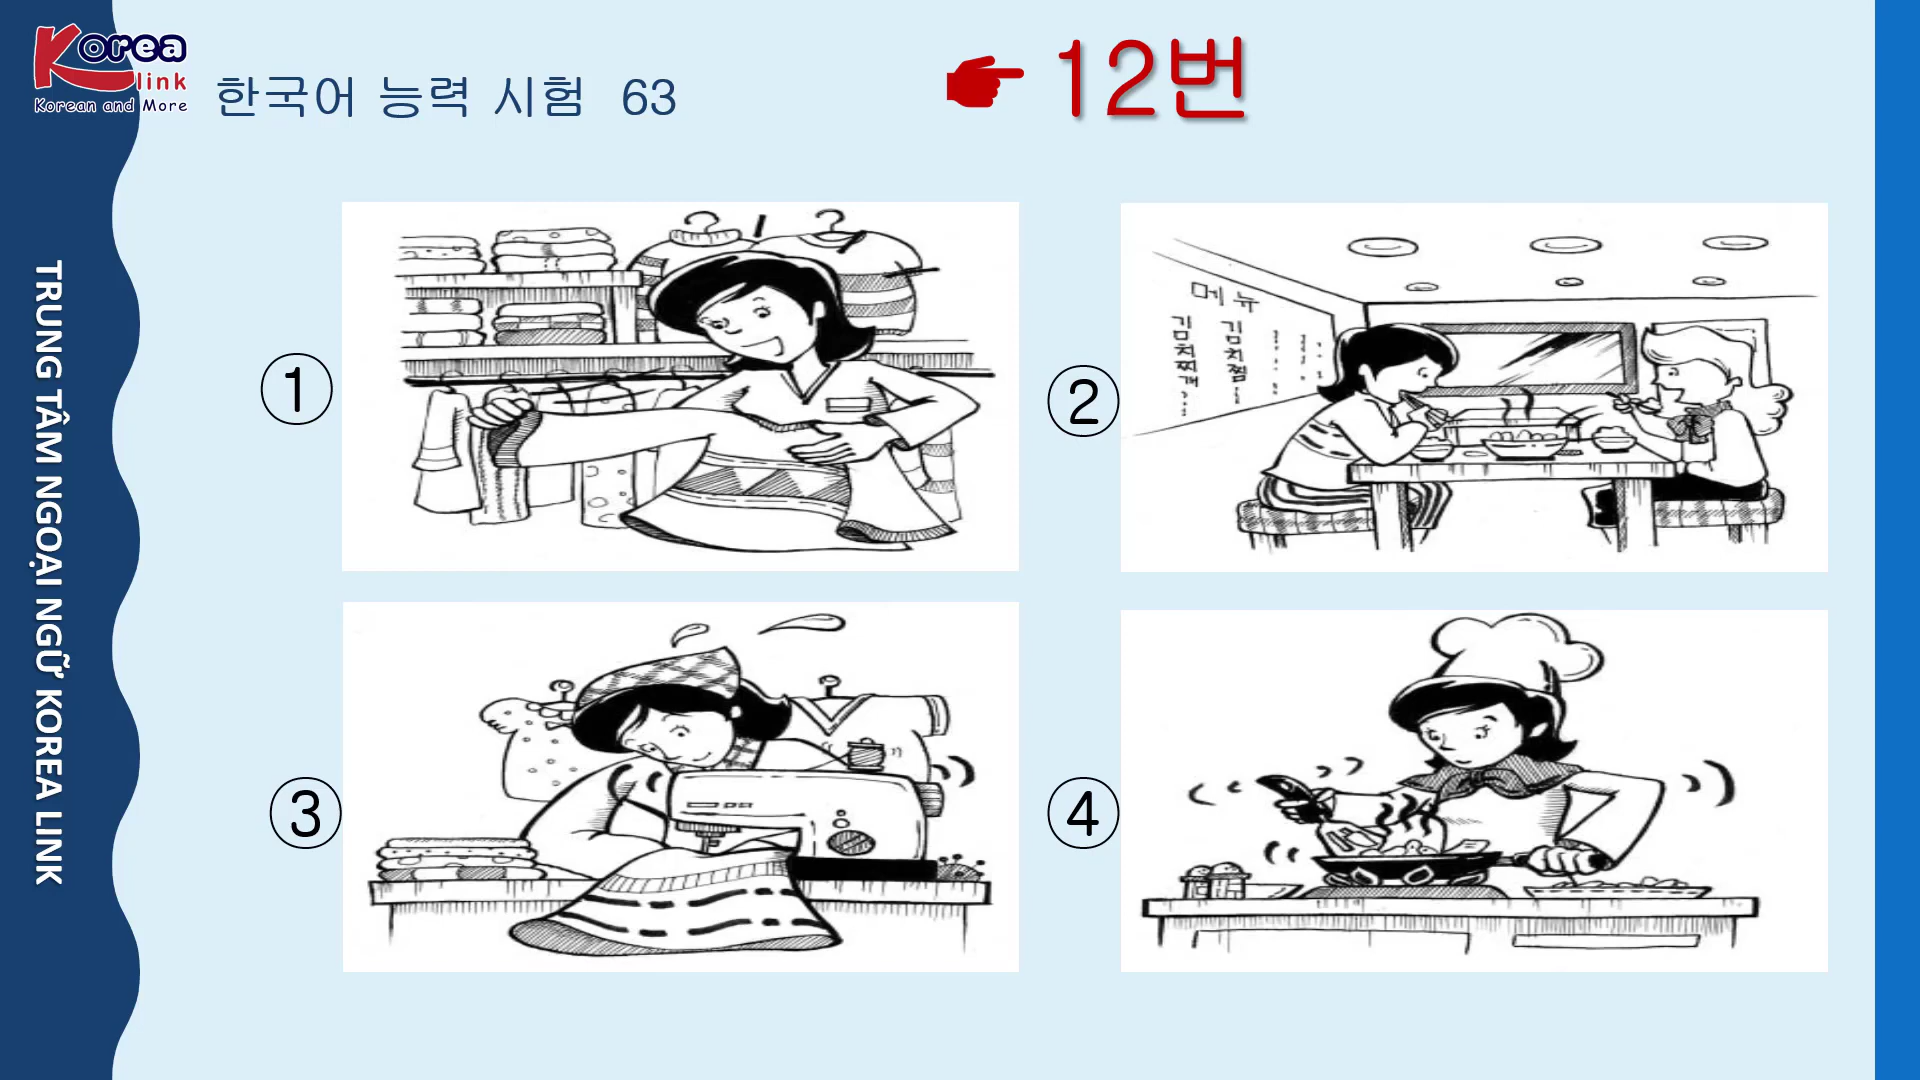 Korea
link
Korean and More
한국어 능력 시험 63
12번
TRUNG TÂM NGOẠI NGỮ KOREA LINK
①
②
메뉴
김치찌개
김치찜
③
④